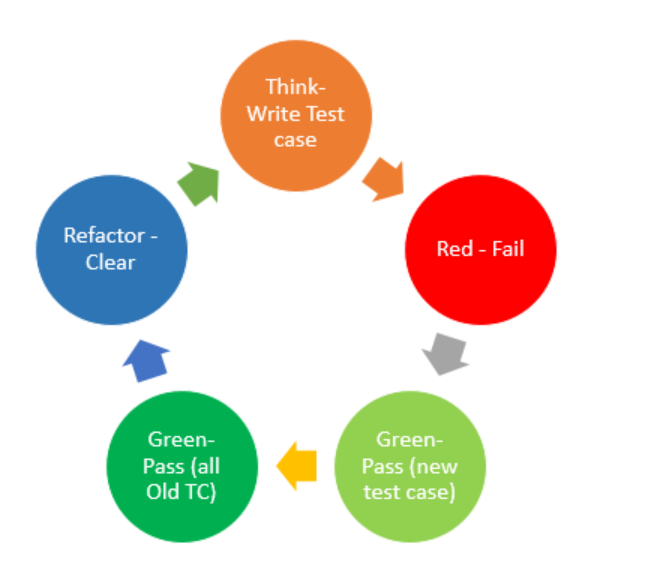 Think-
Write Test
case
Red - Fail
Green-
Pass (new
test case)
Green-
Pass (all
Old TC)
Refactor -
Clear